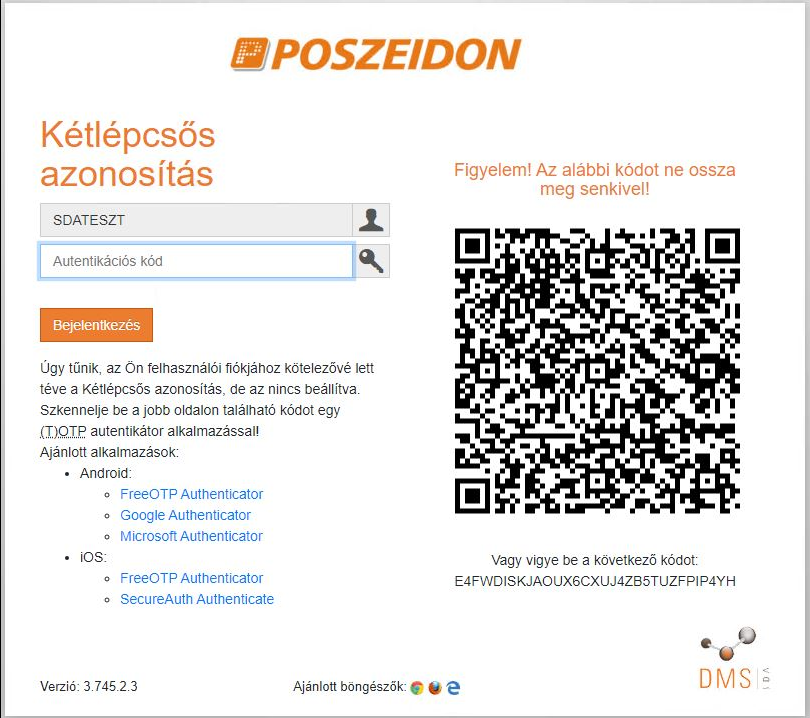 POSZEIDON
Kétlépcsős
azonosítás
SDATESZT
Autentikációs kód
Bejelentkezés
Úgy tűnik, az Ön felhasználói fiókjához kötelezővé lett
téve a Kétlépcsős azonosítás, de az nincs beállítva.
Szkennelje be a jobb oldalon található kódot egy
(T)OTP autentikátor alkalmazással!
Ajánlott alkalmazások:
Android:
FreeOTP Authenticator
Google Authenticator
Microsoft Authenticator
iOS:
FreeOTP Authenticator
SecureAuth Authenticate
Figyelem! Az alábbi kódot ne ossza
meg senkivel!
Vagy vigye be a következő kódot:
E4FWDISKJAOUX6CXUJ4ZB5TUZFPIP4YH
Verzió: 3.745.2.3
Ajánlott böngészők:
DMS